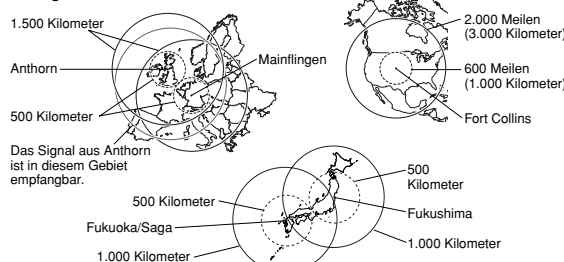 1.500 Kilometer
Anthorn
500 Kilometer
Das Signal aus Anthorn
ist in diesem Gebiet
empfangbar.
Mainflingen
2.000 Meilen
(3.000 Kilometer)
600 Meilen
(1.000 Kilometer)
Fort Collins
500 Kilometer
Fukuoka/Saga
1.000 Kilometer
500
Kilometer
Fukushima
1.000 Kilometer